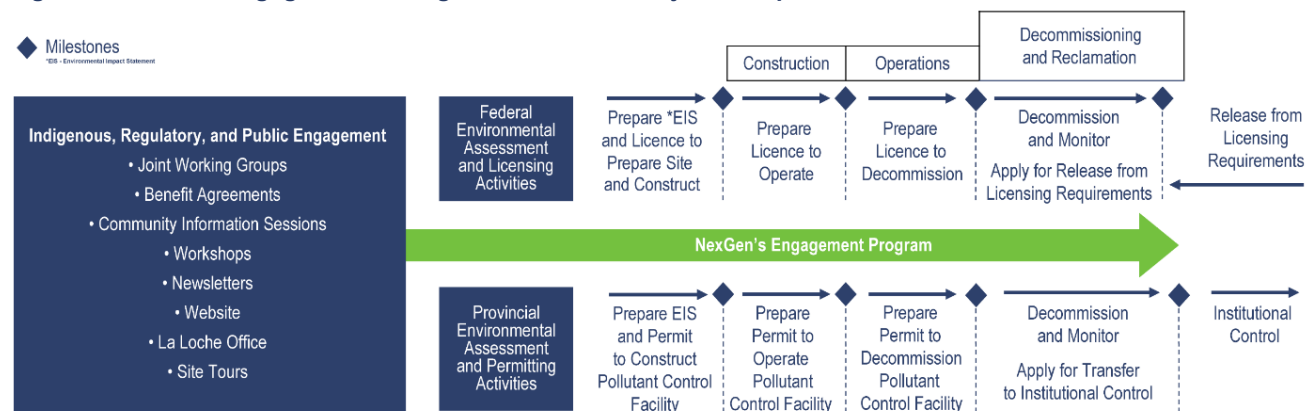 Milestones
*EIS - Environmental Impact Statement
Construction
Operations
Decommissioning
and Reclamation
Indigenous, Regulatory, and Public Engagement
• Joint Working Groups
• Benefit Agreements
• Community Information Sessions
• Workshops
• Newsletters
• Website
• La Loche Office
• Site Tours
Federal
Environmental
Assessment
and Licensing
Activities
Prepare *EIS
and Licence to
Prepare Site
and Construct
Prepare
Licence to
Operate
Prepare
Licence to
Decommission
Decommission
and Monitor
Apply for Release from
Licensing Requirements
Release from
Licensing
Requirements
NexGen's Engagement Program
Provincial
Environmental
Assessment
and Permitting
Activities
Prepare EIS
and Permit
to Construct
Pollutant Control
Facility
Prepare
Permit to
Operate
Pollutant
Control Facility
Prepare
Permit to
Decommission
Pollutant
Control Facility
Decommission
and Monitor
Apply for Transfer
to Institutional Control
Institutional
Control